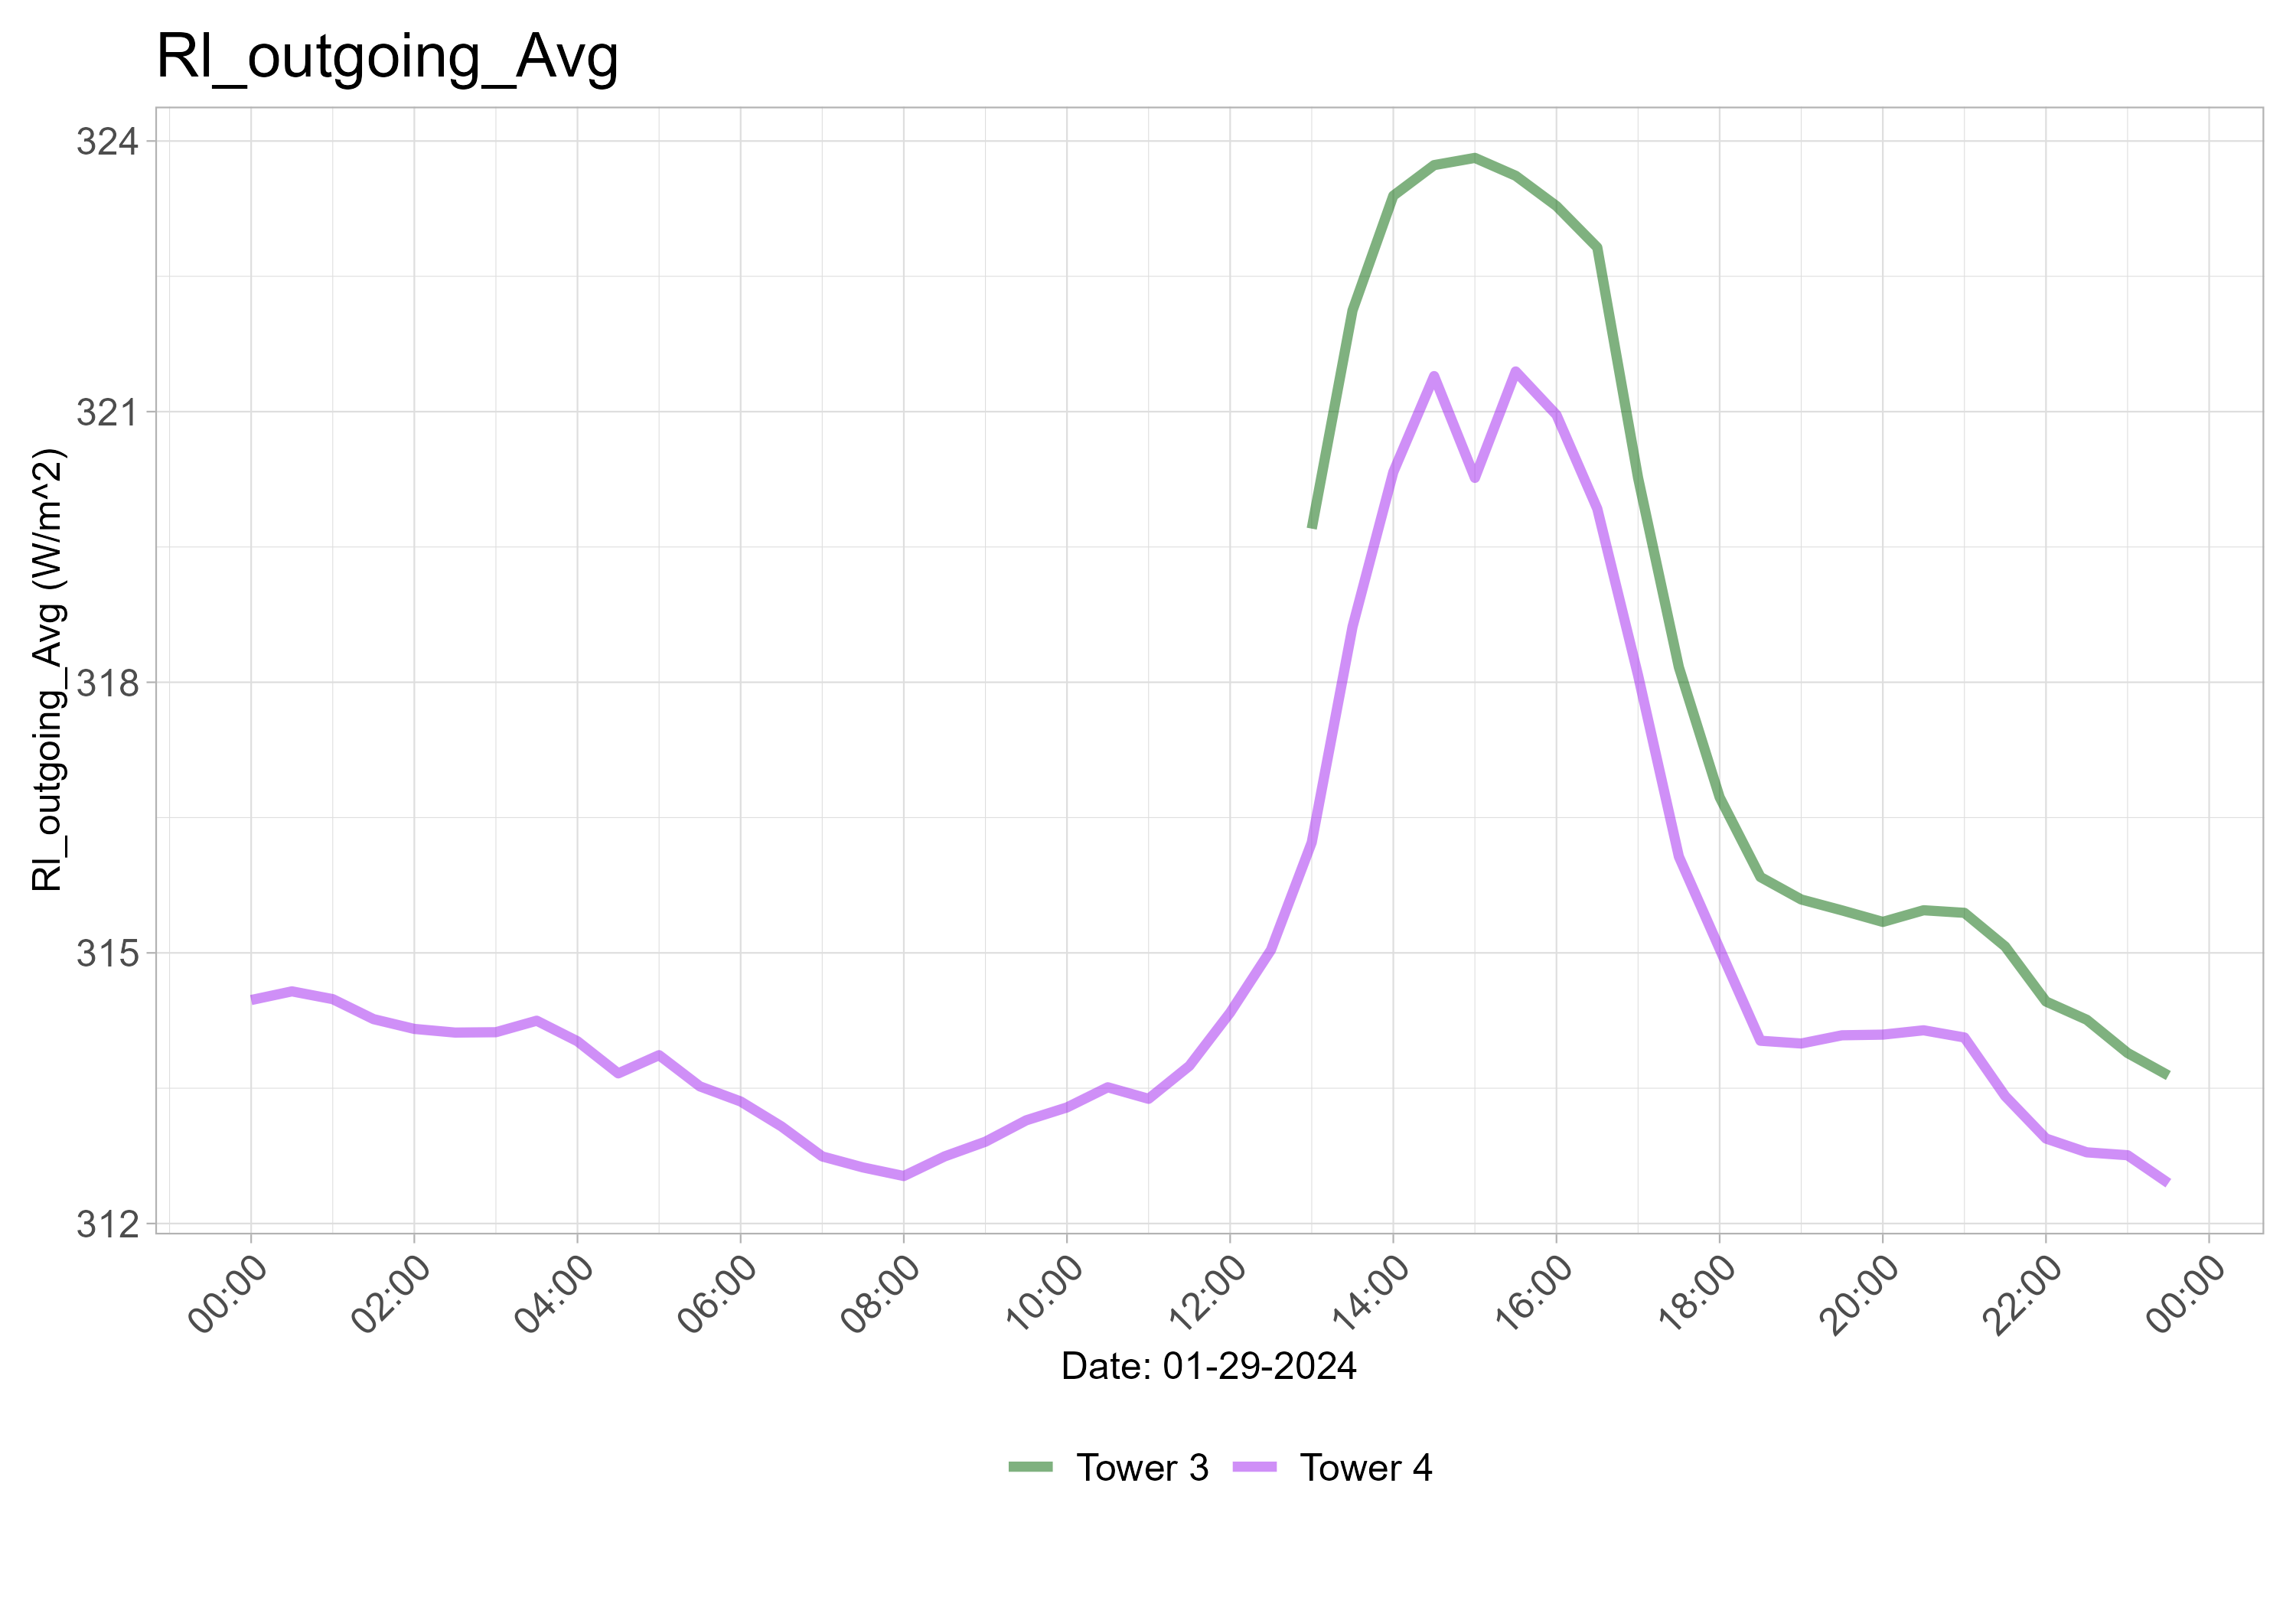 Rl_outgoing_Avg
Rl_outgoing_Avg (W/m^2)
324
321
318
315
312
00:00 02:00 04:00 06:00 08:00 10:00 12:00 14:00 16:00 18:00 20:00 22:00 00:00
Date: 01-29-2024
Tower 3 Tower 4